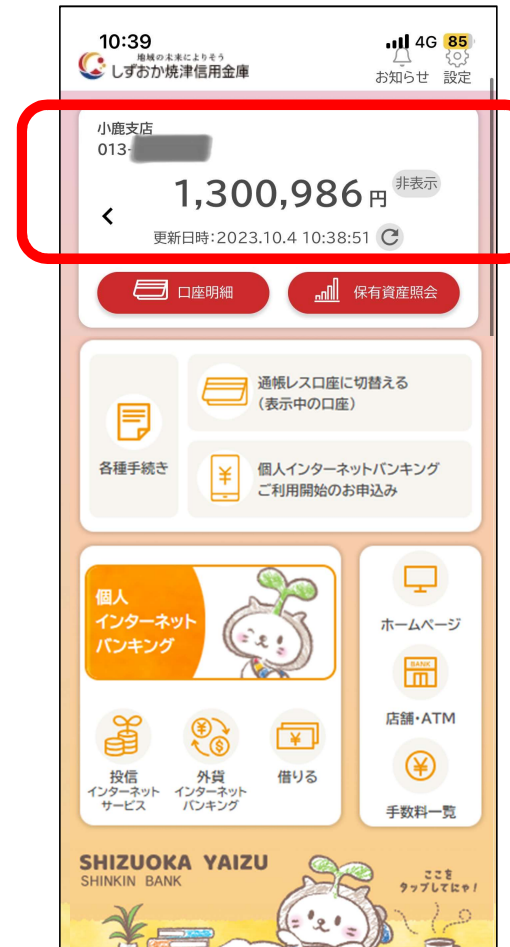 10:39
4G 85
地域の未来によりそう
しずおか焼津信用金庫
お知らせ 設定
小鹿支店
013-
1,300,986円 非表示
更新日時:2023.10.4 10:38:51
口座明細
保有資産照会
各種手続き
通帳レス口座に切替える
(表示中の口座)
個人インターネットバンキング
ご利用開始のお申込み
個人
インターネット
バンキング
ホームページ
BANK
店舗・ATM
手数料一覧
投信
インターネット
サービス
外貨
インターネット
バンキング
借りる
SHIZUOKA YAIZU
SHINKIN BANK
ここを
タップしてにゃ!